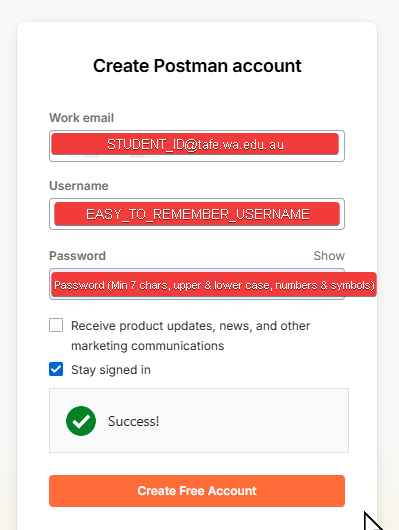 Create Postman account
Work email
STUDENT_ID@tafe.wa.edu. au
Username
EASY_TO_REMEMBER_USERNAME
Password Show
Password (Min 7 chars, upper & lower case, numbers & symbols)
Receive product updates, news, and other
marketing communications
Stay signed in
Success!
Create Free Account